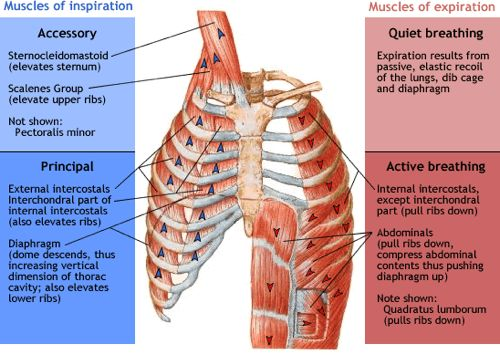 Muscles of inspiration
Accessory
Sternocleidomastoid
(elevates sternum)
Scalenes Group
(elevate upper ribs)
Not shown:
Pectoralis minor
Principal
External intercostals
Interchondral part of
internal intercostals
(also elevates ribs)
Diaphragm
(dome descends, thus
increasing vertical
dimension of thorac
cavity; also elevates
lower ribs)
Muscles of expiration
Quiet breathing
Expiration results from
passive, elastic recoil
of the lungs, dib cage
and diaphragm
Active breathing
Internal intercostals,
except interchondral
part (pull ribs down)
Abdominals
(pull ribs down,
compress abdominal
contents thus pushing
diaphragm up)
Note shown:
Quadratus lumborum
(pulls ribs down)